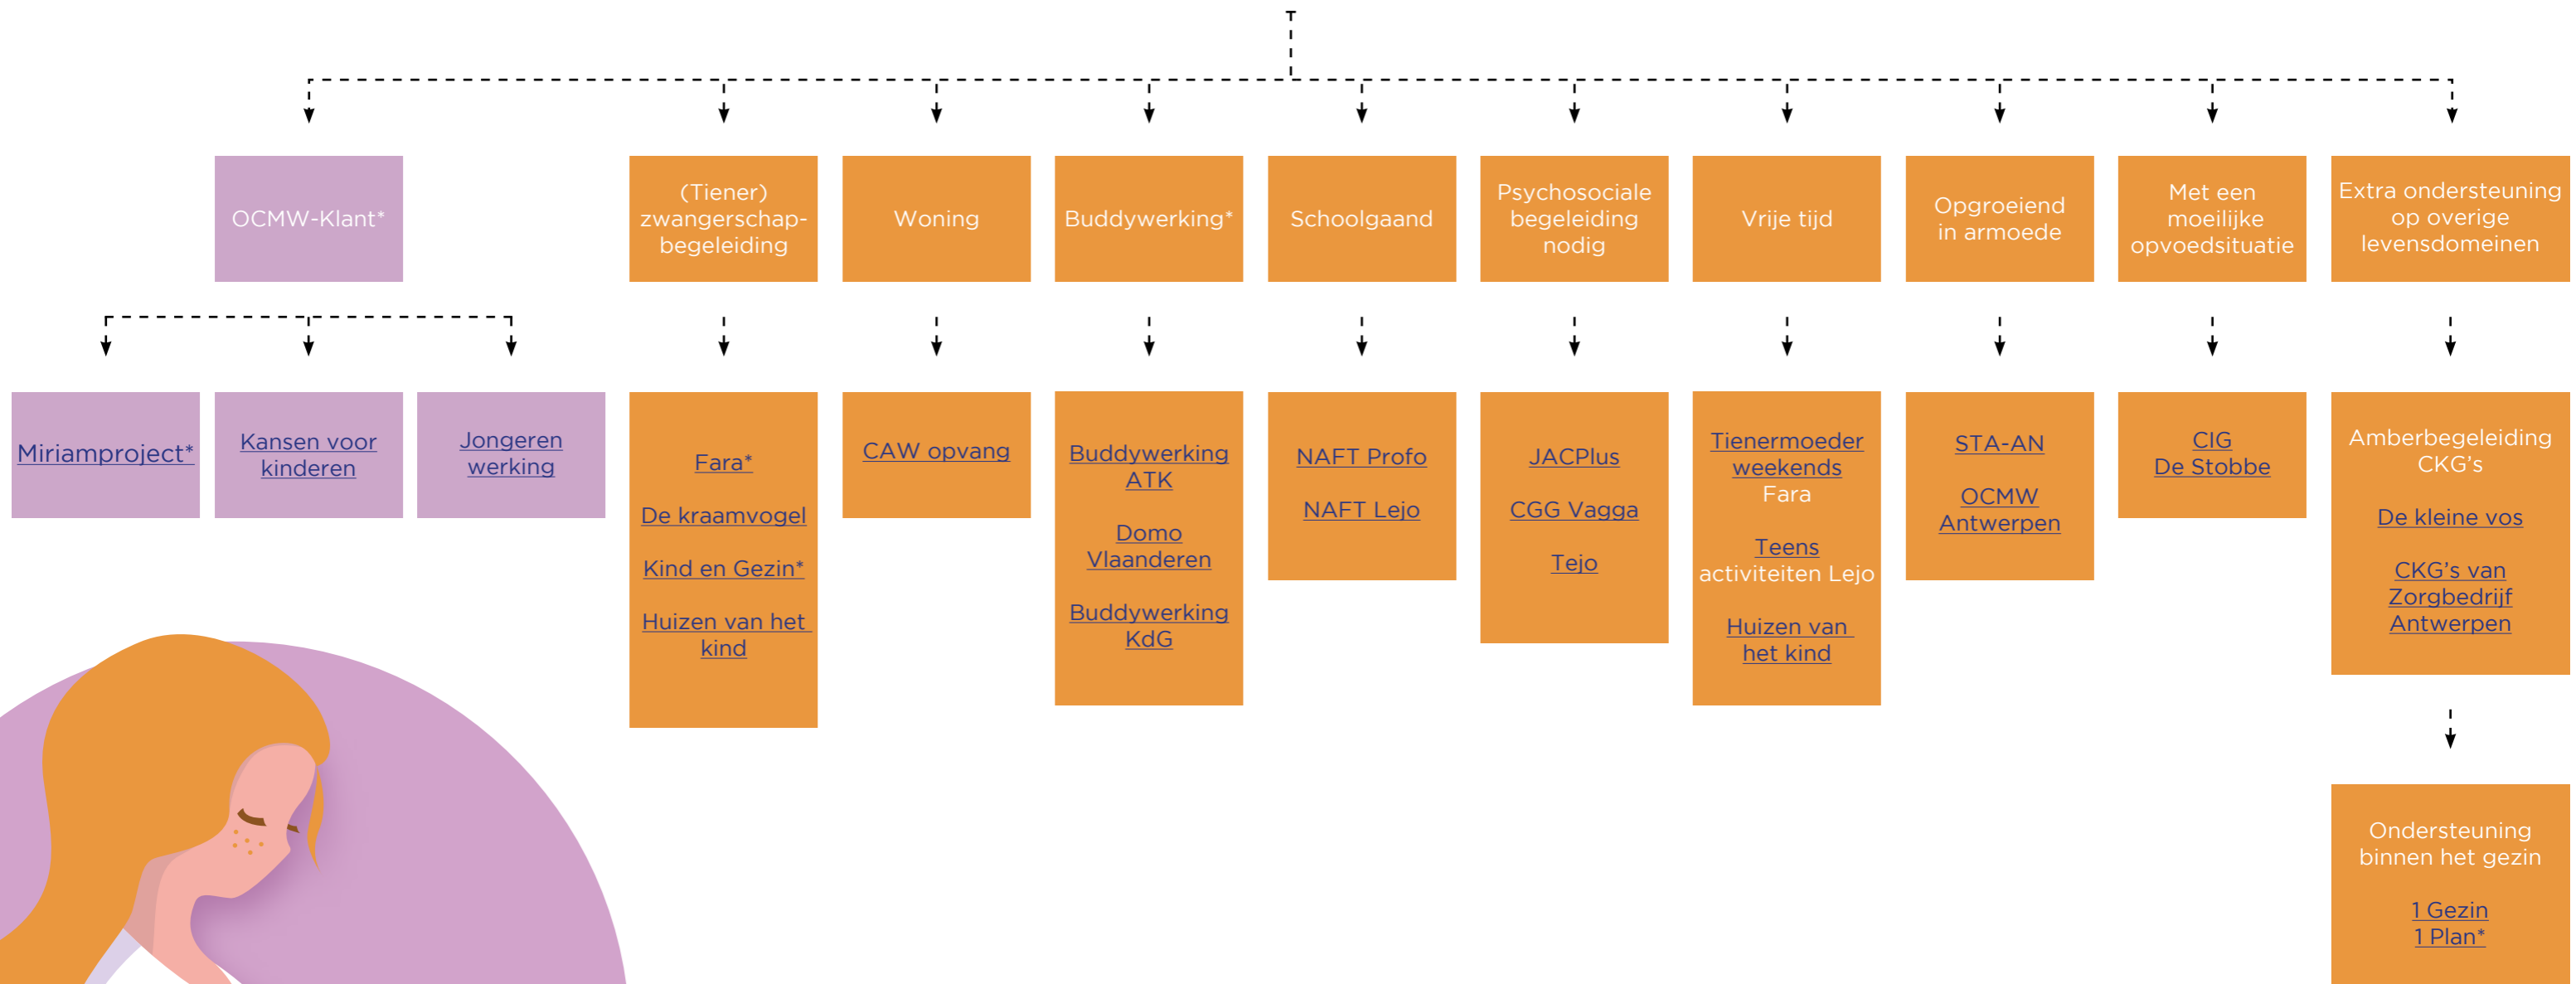 OCMW-Klant*
(Tiener)
zwangerschap-
begeleiding
Woning
Buddywerking*
Schoolgaand
Psychosociale
begeleiding
nodig
Vrije tijd
Opgroeiend
in armoede
Met een
moeilijke
opvoedsituatie
Extra ondersteuning
op overige
levensdomeinen
Miriamproject*
Kansen voor
kinderen
Jongeren
werking
Fara*
De kraamvogel
Kind en Gezin*
Huizen van het
kind
CAW opvang
Buddywerking
ATK
Domo
Vlaanderen
Buddywerking
KdG
NAFT Profo
NAFT Lejo
JACPlus
CGG Vagga
Tejo
Tienermoeder
weekends
Fara
Teens
activiteiten Lejo
Huizen van
het kind
STA-AN
OCMW
Antwerpen
CIG
De Stobbe
Amberbegeleiding
CKG's
De kleine vos
CKG's van
Zorgbedrijf
Antwerpen
Ondersteuning
binnen het gezin
1 Gezin
1 Plan*